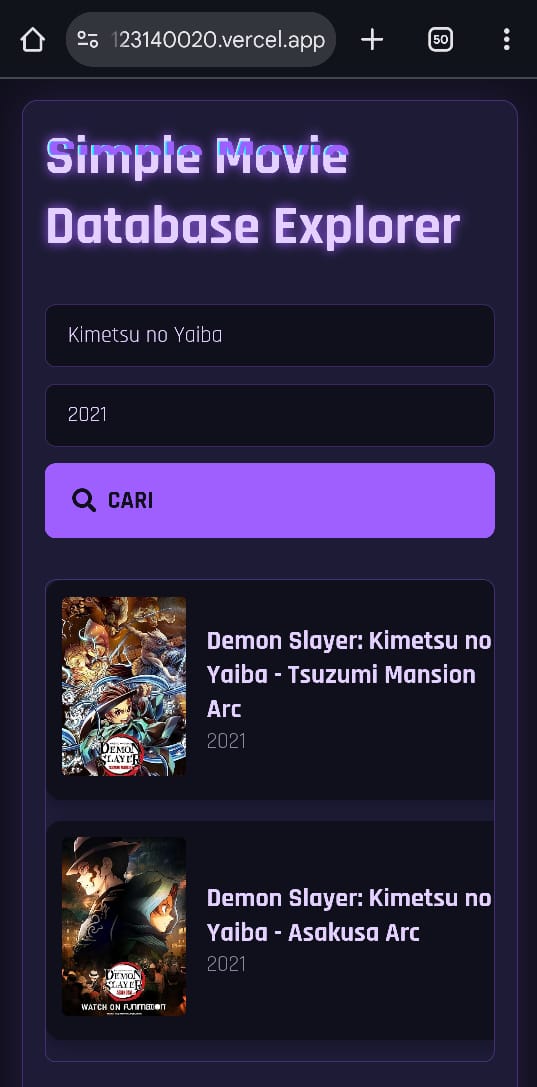 123140020.vercel.app
50
Simple Movie
Database Explorer
Kimetsu no Yaiba
2021
CARI
Demon Slayer: Kimetsu no
Yaiba - Tsuzumi Mansion
Arc
2021
DEMON
SLAYER
Demon Slayer: Kimetsu no
Yaiba - Asakusa Arc
2021
DEMON
SLAYER
WATCH ON FUNIMATION